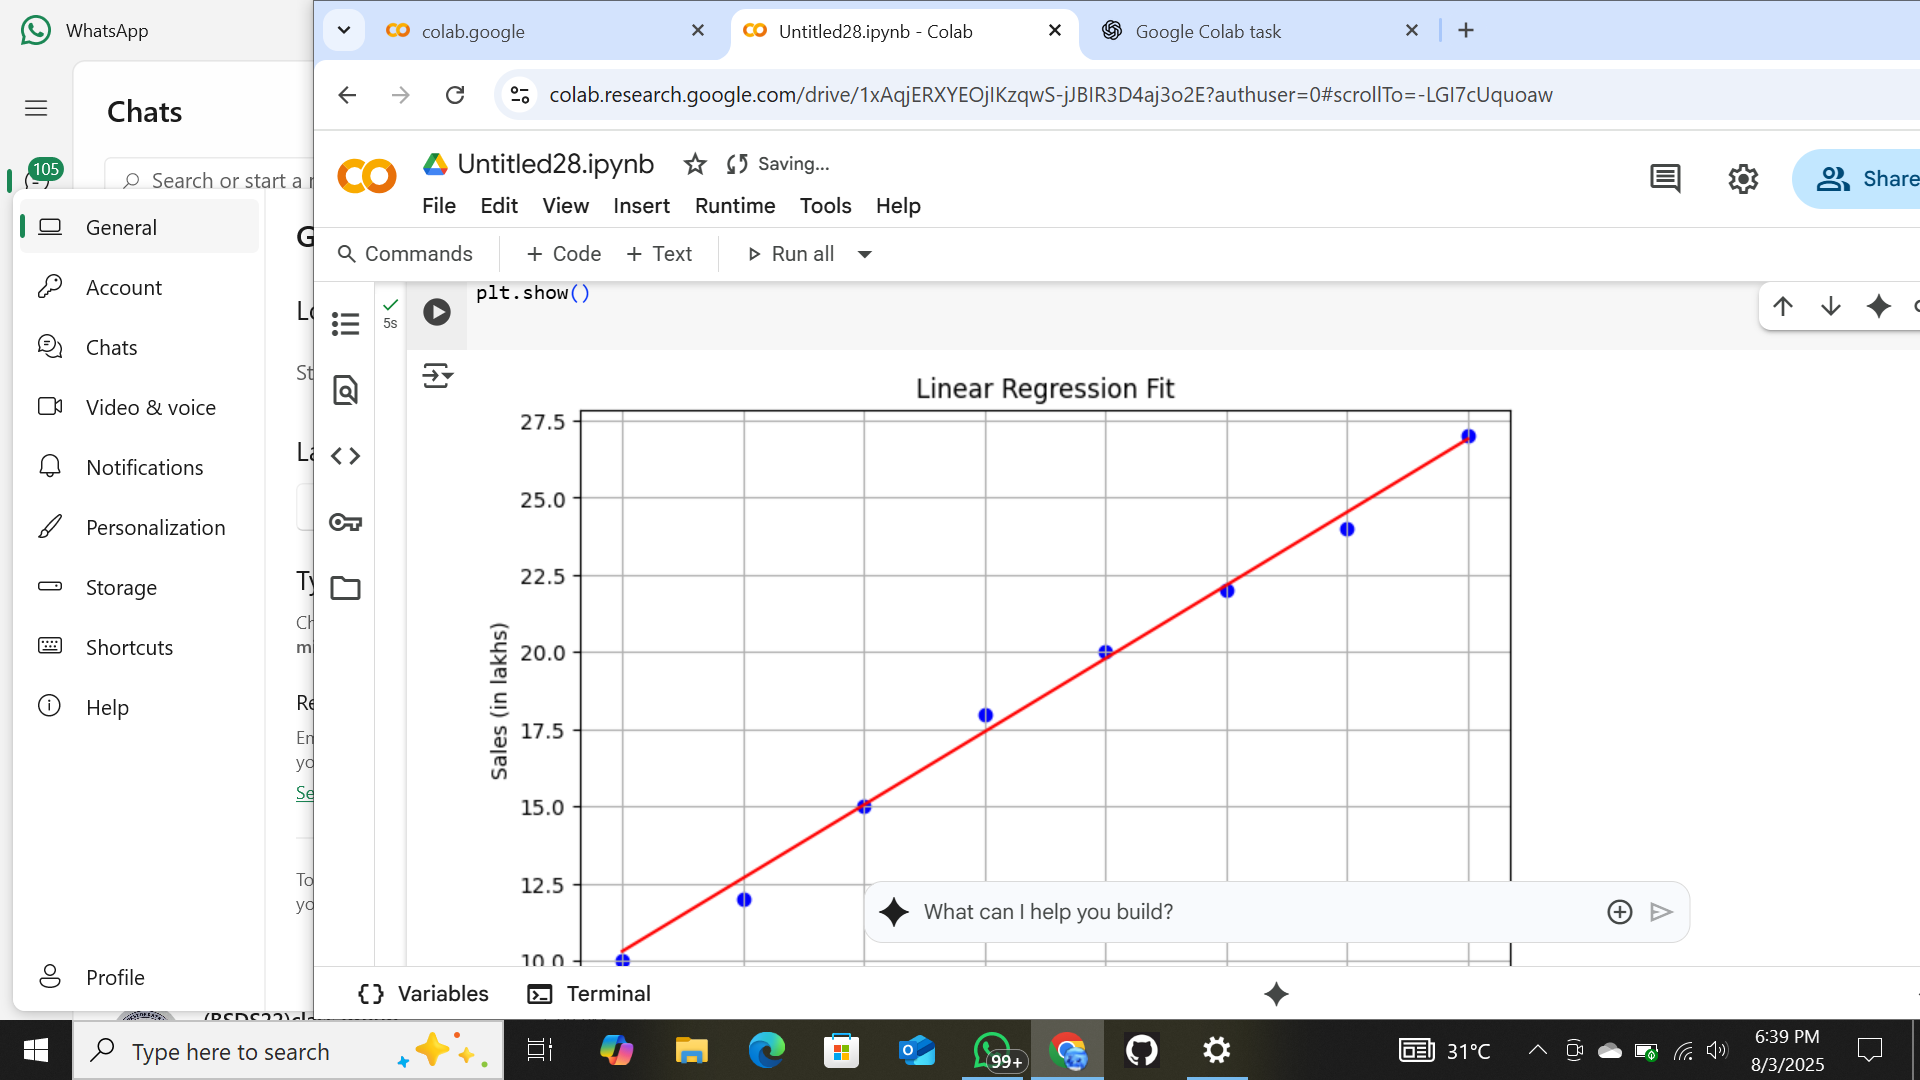 WhatsApp
Chats
105
Search or start a n
General
Account
Chats
Video & voice
Notifications
Personalization
Storage
Shortcuts
Help
Profile
G
Lo
St
La
Ty
Ch
m
Re
En
yo
Se
To
yo
colab.google
Untitled28.ipynb - Colab
Google Colab task
colab.research.google.com/drive/1xAqjERXYEOjIKzqwS-jJBIR3D4aj3o2E?authuser=0#scrollTo=-LGI7cUquoaw
Untitled28.ipynb
Saving...
File Edit View Insert Runtime Tools Help
Share
Commands
+ Code + Text
Run all
5s
plt.show()
Linear Regression Fit
27.5
25.0
22.5
20.0
17.5
15.0
12.5
10.0
Sales (in lakhs)
What can I help you build?
Variables
Terminal
Type here to search
99+
31°C
6:39 PM
8/3/2025